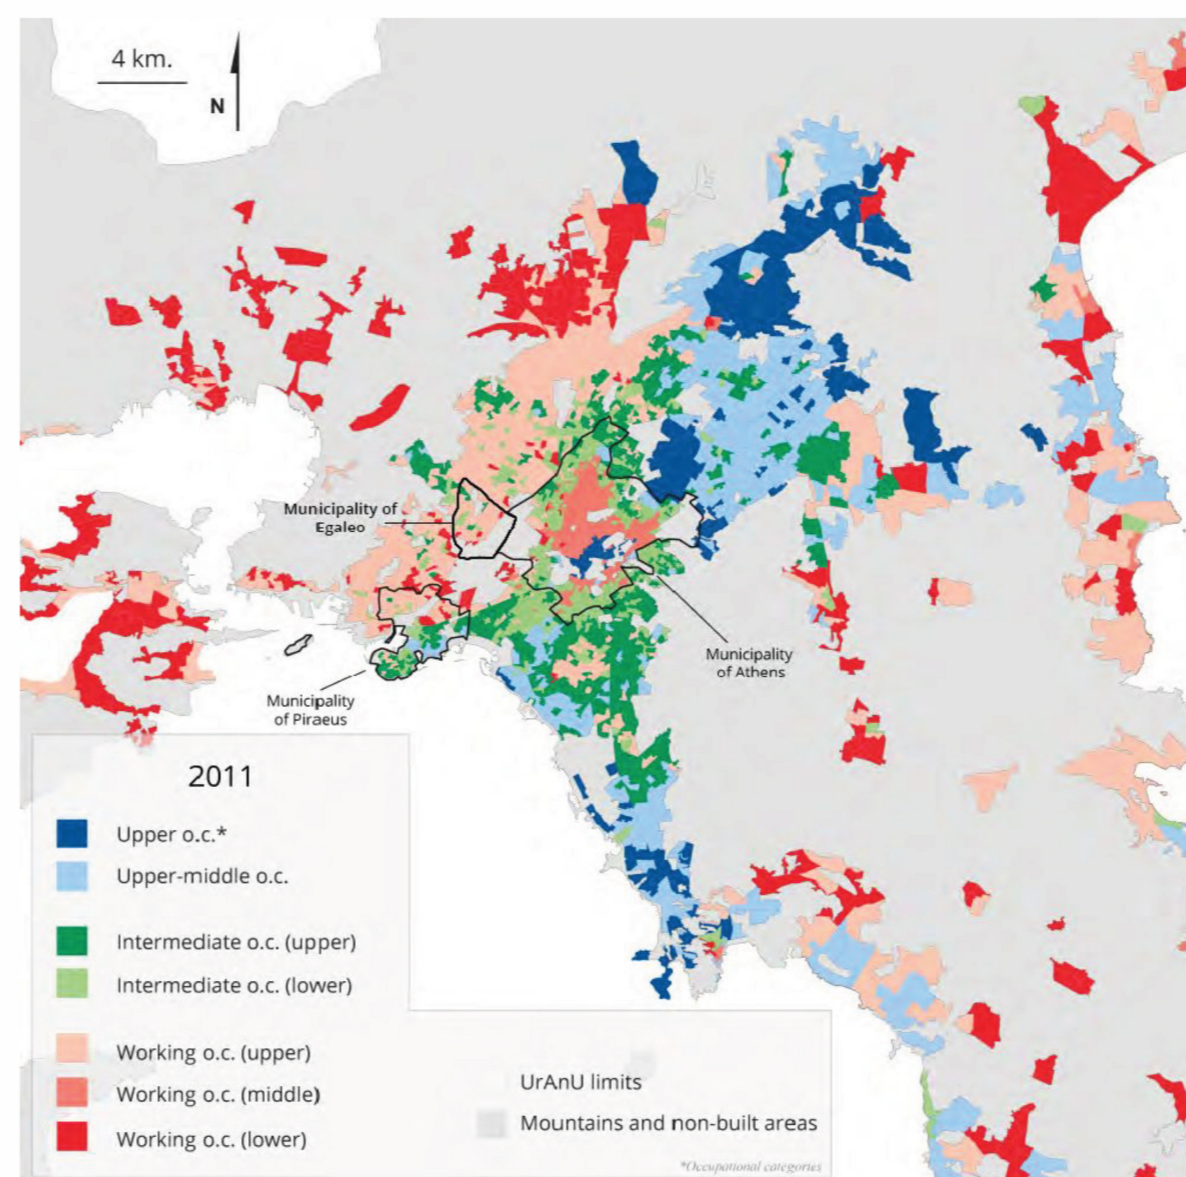 4 km.
N
Municipality of
Egaleo
Municipality
of Athens
Municipality
of Piraeus
2011
Upper o.c.*
Upper-middle o.c.
Intermediate o.c. (upper)
Intermediate o.c. (lower)
Working o.c. (upper)
Working o.c. (middle)
Working o.c. (lower)
UrAnU limits
Mountains and non-built areas
*Occupational categories